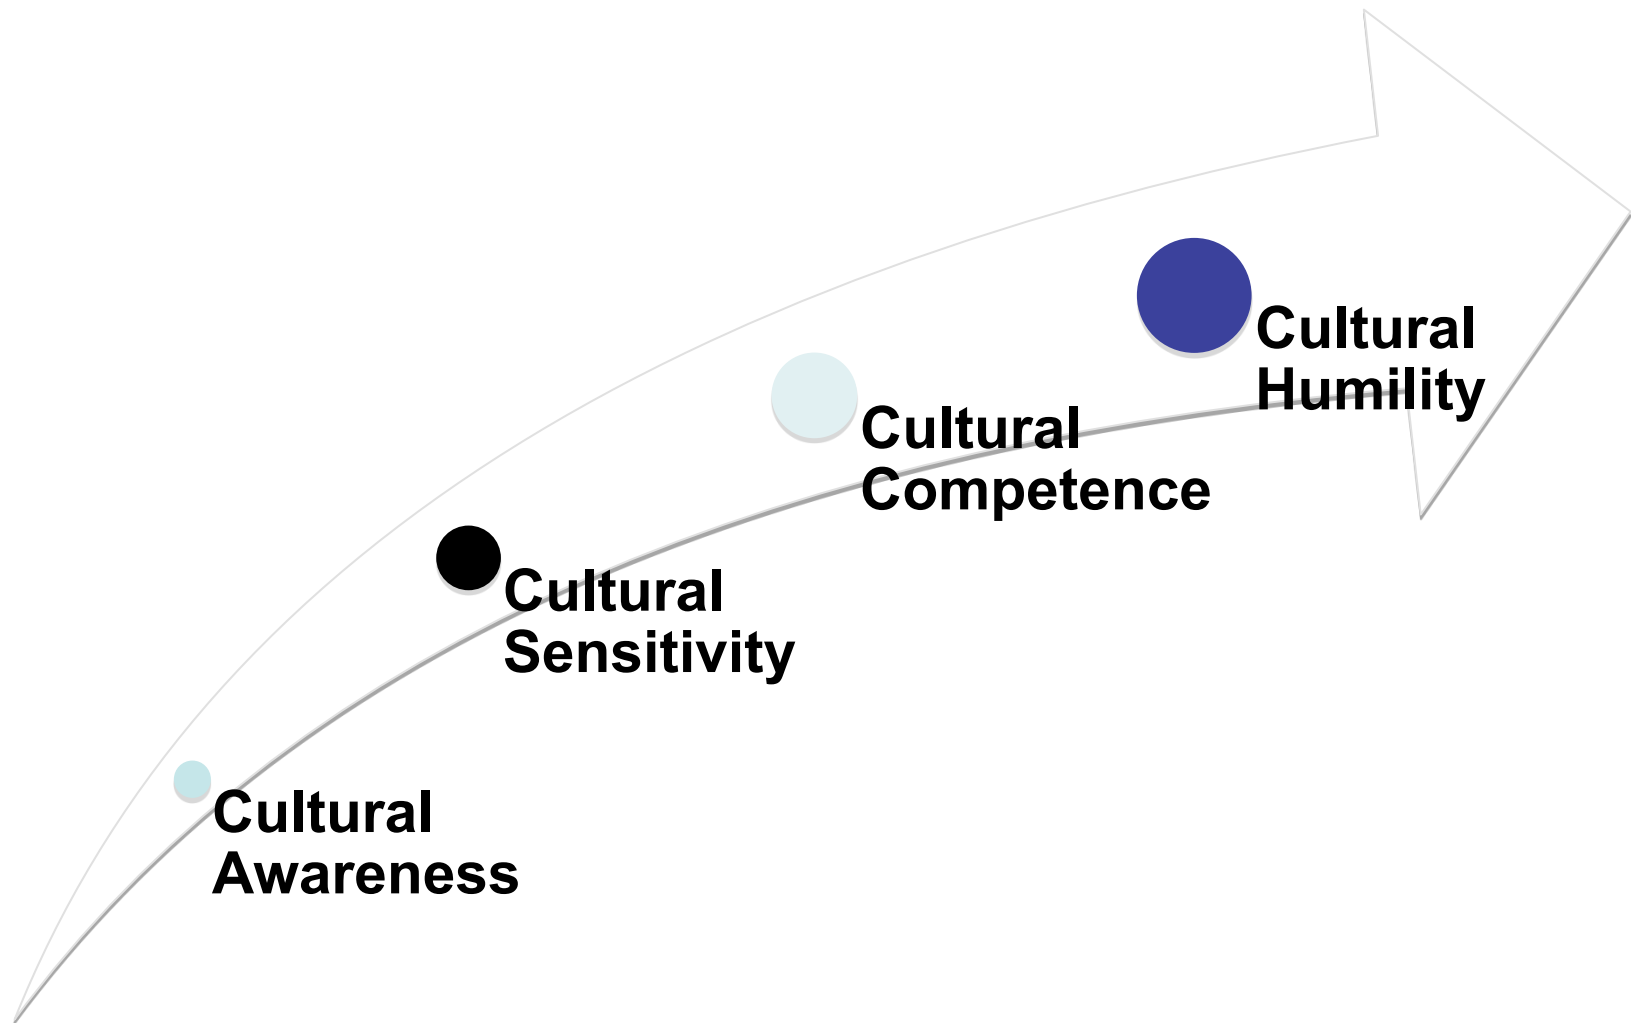 Cultural
Humility
Cultural
Competence
Cultural
Sensitivity
Cultural
Awareness